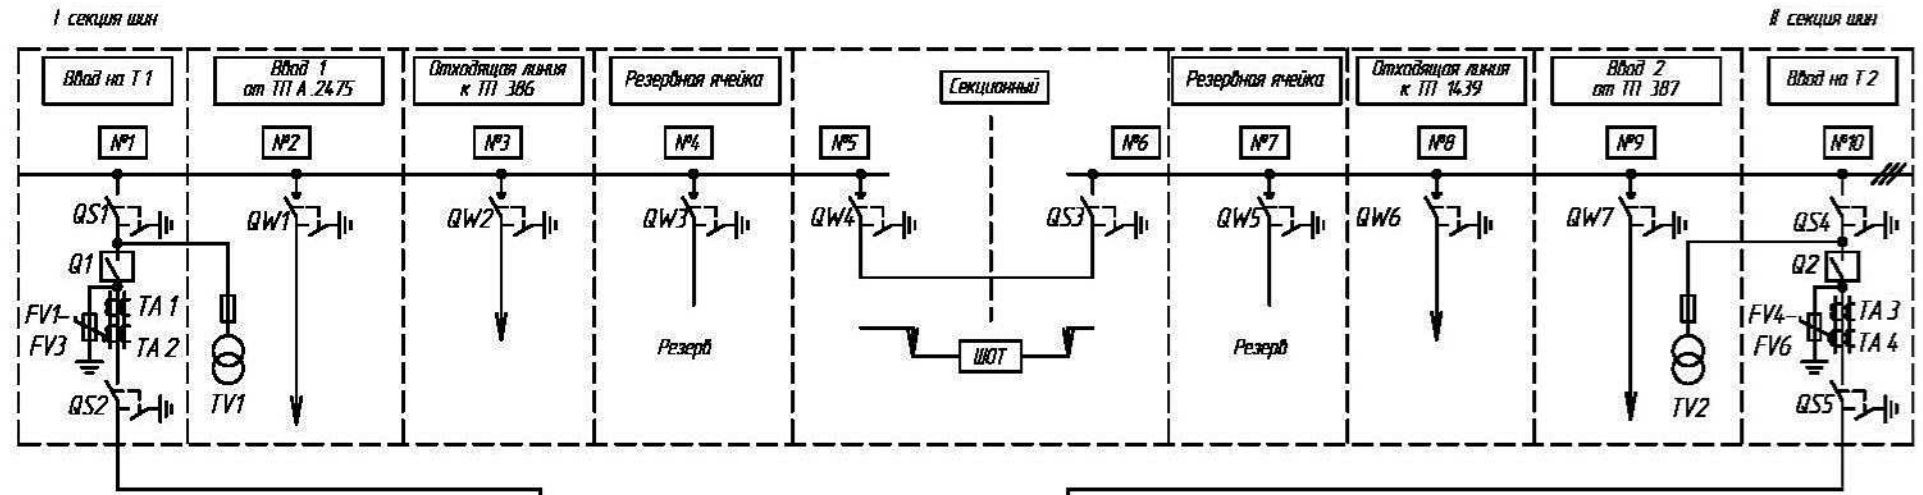 I секция шин
II секция шин
Ввод на Т 1
Ввод 1
от ТП А.2475
Отходящая линия
к ТП 386
Резервная ячейка
Секционный
Резервная ячейка
Отходящая линия
к ТП 1439
Ввод 2
от ТП 387
Ввод на Т 2
№1
№2
№3
№4
№5
№6
№7
№8
№9
№10
QS1
QW1
QW2
QW3
QW4
QS3
QW5
QW6
QW7
QS4
Q1
Q2
FV1-
FV3
TA 1
TA 2
FV4-
FV6
TA 3
TA 4
Резерв
ШОТ
Резерв
QS2
TV1
TV2
QS5